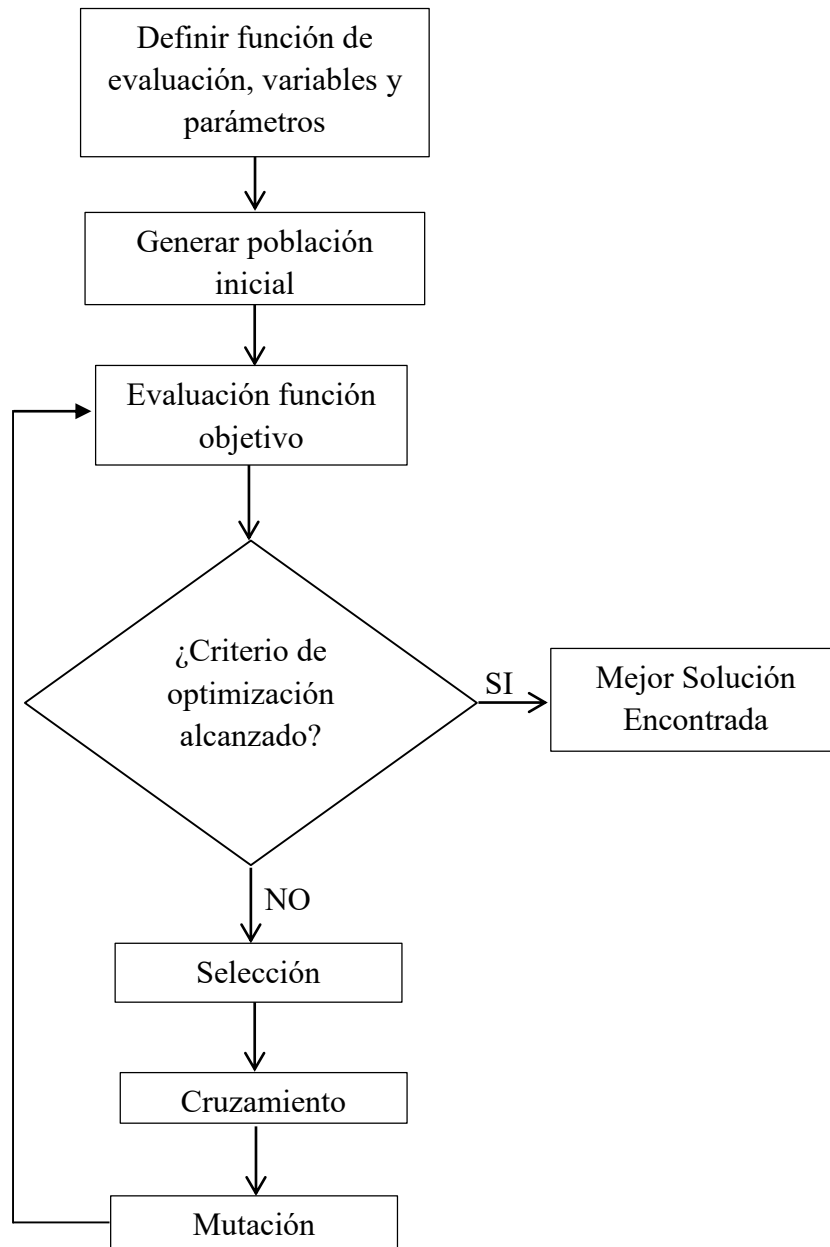 Definir función de
evaluación, variables y
parámetros
Generar población
inicial
Evaluación función
objetivo
¿Criterio de
optimización
alcanzado?
SI
Mejor Solución
Encontrada
NO
Selección
Cruzamiento
Mutación